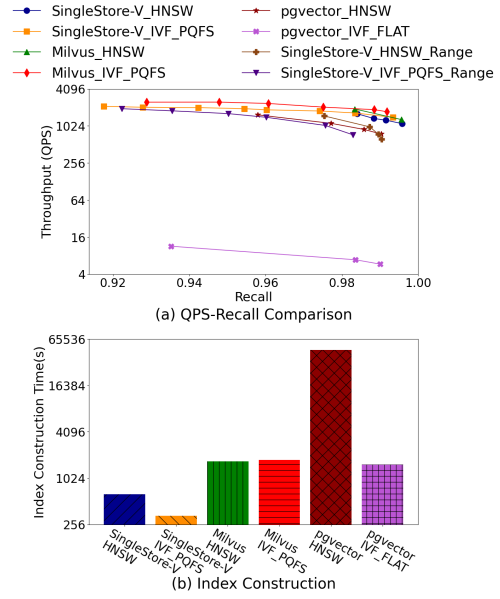 SingleStore-V_HNSW
SingleStore-V_IVF_PQFS
Milvus_HNSW
Milvus_IVF_PQFS
pgvector_HNSW
pgvector_IVF_FLAT
SingleStore-V_HNSW_Range
SingleStore-V_IVF_PQFS_Range
Throughput (QPS)
4096
1024
256
64
16
4
0.92 0.94 0.96 0.98 1.00
Recall
(a) QPS-Recall Comparison
Index Construction Time(s)
65536
16384
4096
1024
256
SingleStore-V
HNSW
SingleStore-V
IVF_PQFS
Milvus
HNSW
Milvus
IVF_PQFS
pgvector
HNSW
pgvector
IVF_FLAT
(b) Index Construction